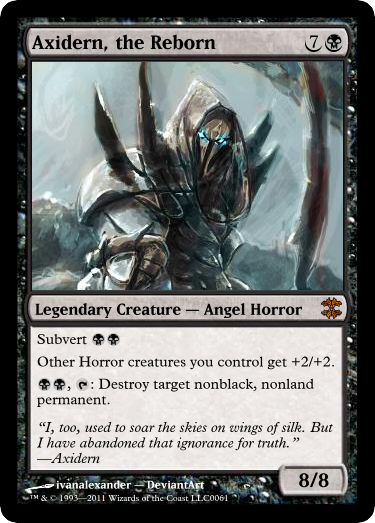 Axidern, the Reborn 7
Legendary Creature — Angel Horror
Subvert
Other Horror creatures you control get +2/+2.
, : Destroy target nonblack, nonland
permanent.
“I, too, used to soar the skies on wings of silk. But
I have abandoned that ignorance for truth.”
—Axidern
8/8
ivanalexander — DeviantArt
™ & © 1993—2011 Wizards of the Coast LLC0061